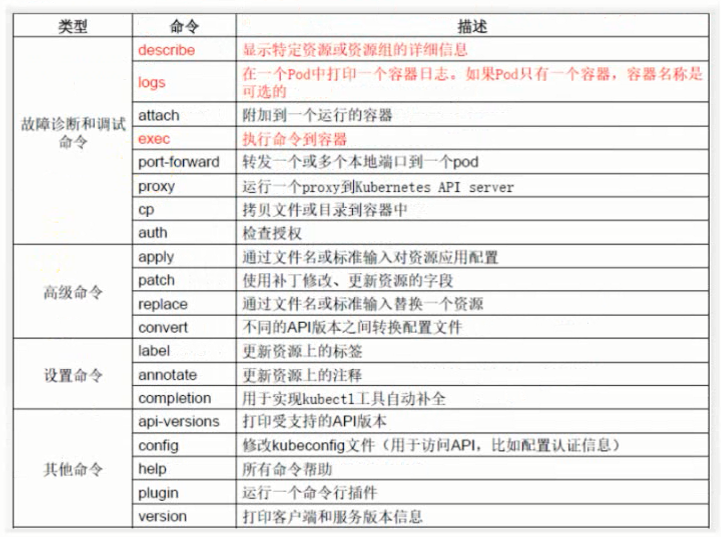 类型 命令 描述
故障诊断和调试
命令
describe 显示特定资源或资源组的详细信息
logs 在一个Pod中打印一个容器日志。如果Pod只有一个容器，容器名称是
可选的
attach 附加到一个运行的容器
exec 执行命令到容器
port-forward 转发一个或多个本地端口到一个pod
proxy 运行一个proxy到Kubernetes API server
cp 拷贝文件或目录到容器中
auth 检查授权
高级命令
apply 通过文件名或标准输入对资源应用配置
patch 使用补丁修改、更新资源的字段
replace 通过文件名或标准输入替换一个资源
convert 不同的API版本之间转换配置文件
设置命令
label 更新资源上的标签
annotate 更新资源上的注释
completion 用于实现kubectl工具自动补全
其他命令
api-versions 打印受支持的API版本
config 修改kubeconfig文件（用于访问API，比如配置认证信息）
help 所有命令帮助
plugin 运行一个命令行插件
version 打印客户端和服务版本信息